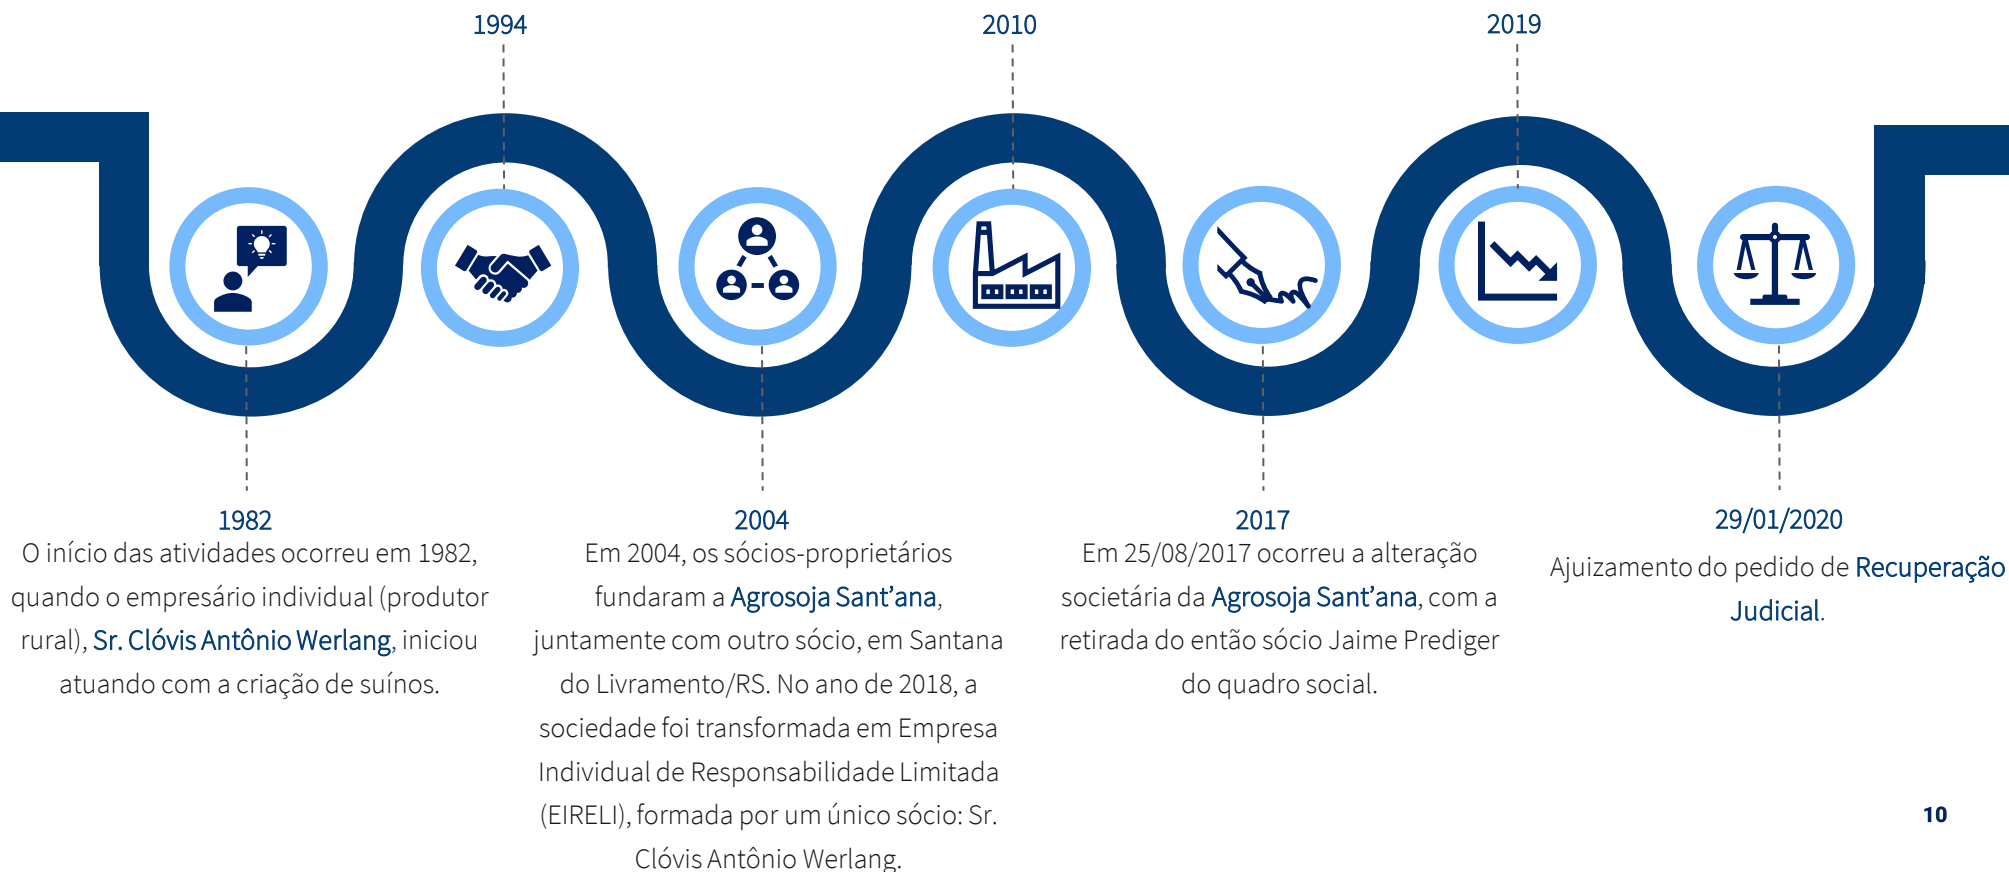 1994
2010
2019
1982
O início das atividades ocorreu em 1982,
quando o empresário individual (produtor
rural), Sr. Clóvis Antônio Werlang, iniciou
atuando com a criação de suínos.
2004
Em 2004, os sócios-proprietários
fundaram a Agrosoja Sant’ana,
juntamente com outro sócio, em Santana
do Livramento/RS. No ano de 2018, a
sociedade foi transformada em Empresa
Individual de Responsabilidade Limitada
(EIRELI), formada por um único sócio: Sr.
Clóvis Antônio Werlang.
2017
Em 25/08/2017 ocorreu a alteração
societária da Agrosoja Sant’ana, com a
retirada do então sócio Jaime Prediger
do quadro social.
29/01/2020
Ajuizamento do pedido de Recuperação
Judicial.
10